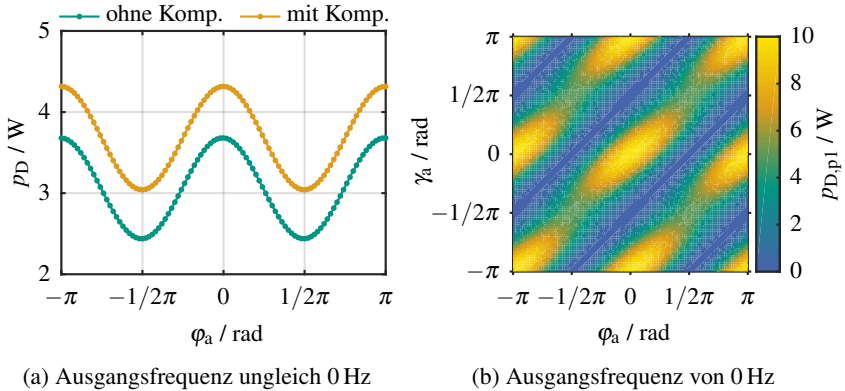 ohne Komp. mit Komp.
5
4
3
2
p_D / W
−π −1/2π 0 1/2π π
φ_a / rad
(a) Ausgangsfrequenz ungleich 0 Hz
π
1/2π
0
−1/2π
−π
γ_a / rad
−π −1/2π 0 1/2π π
φ_a / rad
10
8
6
4
2
0
p_D,p1 / W
(b) Ausgangsfrequenz von 0 Hz